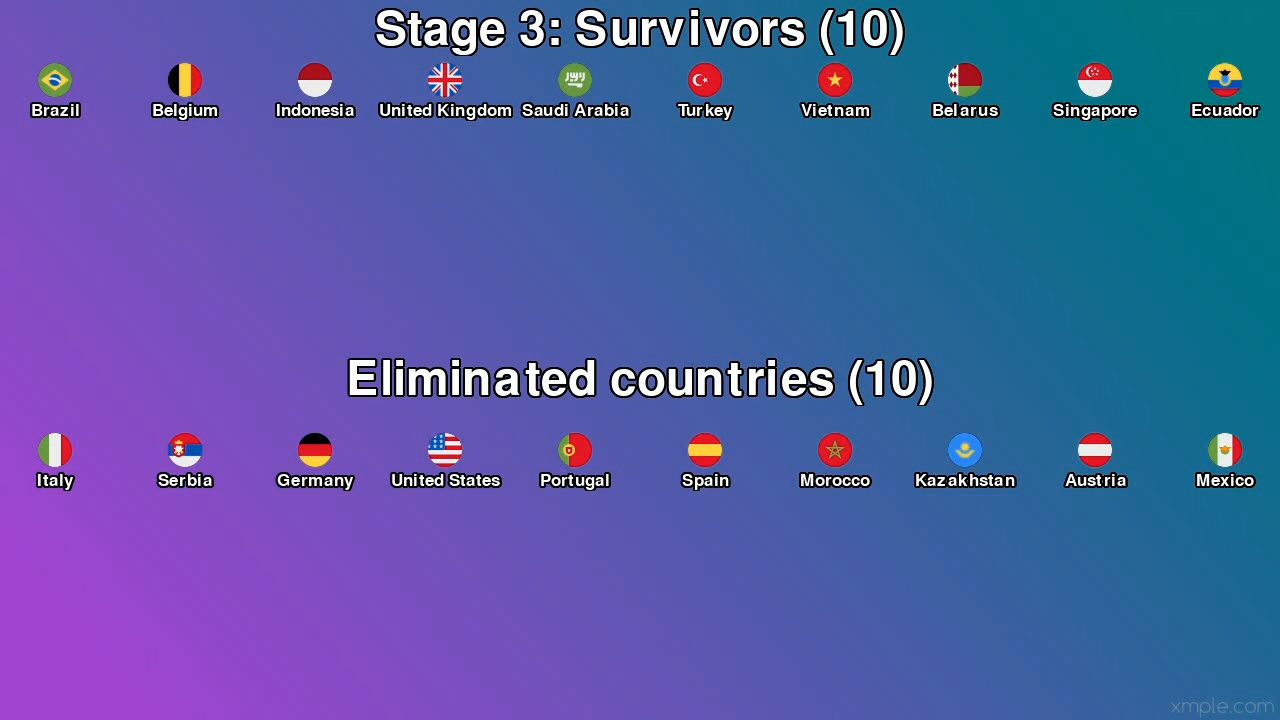 Stage 3: Survivors (10)
Brazil Belgium Indonesia United Kingdom Saudi Arabia Turkey Vietnam Belarus Singapore Ecuador
Eliminated countries (10)
Italy Serbia Germany United States Portugal Spain Morocco Kazakhstan Austria Mexico
xmple.com